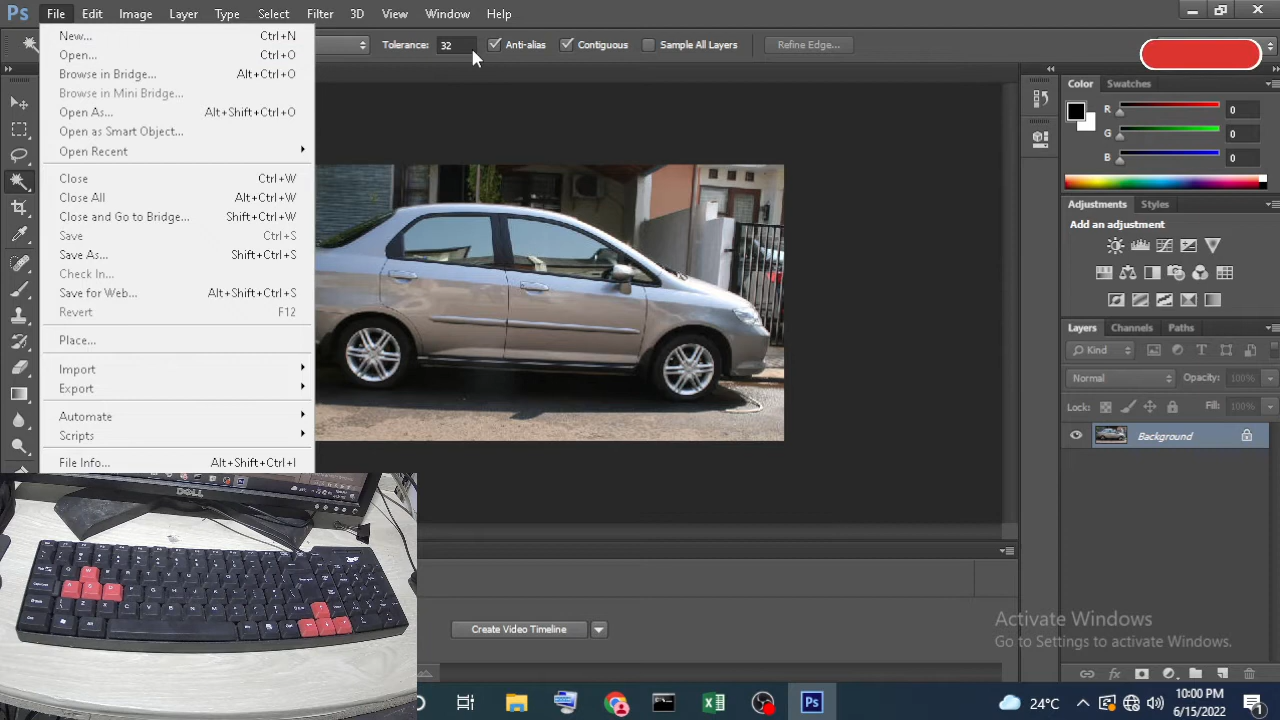 Ps File Edit Image Layer Type Select Filter 3D View Window Help
Tolerance: 32 Anti-alias Contiguous Sample All Layers Refine Edge...
New... Ctrl+N
Open... Ctrl+O
Browse in Bridge... Alt+Ctrl+O
Browse in Mini Bridge...
Open As... Alt+Shift+Ctrl+O
Open as Smart Object...
Open Recent
Close Ctrl+W
Close All Alt+Ctrl+W
Close and Go to Bridge... Shift+Ctrl+W
Save Ctrl+S
Save As... Shift+Ctrl+S
Check In...
Save for Web... Alt+Shift+Ctrl+S
Revert F12
Place...
Import
Export
Automate
Scripts
File Info... Alt+Shift+Ctrl+I
Color Swatches
R 0
G 0
B 0
Adjustments Styles
Add an adjustment
Layers Channels Paths
Kind
Normal Opacity: 100%
Lock: Fill: 100%
Background
DELL
Create Video Timeline
Activate Windows
Go to Settings to activate Windows.
Ps 24°C 10:00 PM
6/15/2022
1